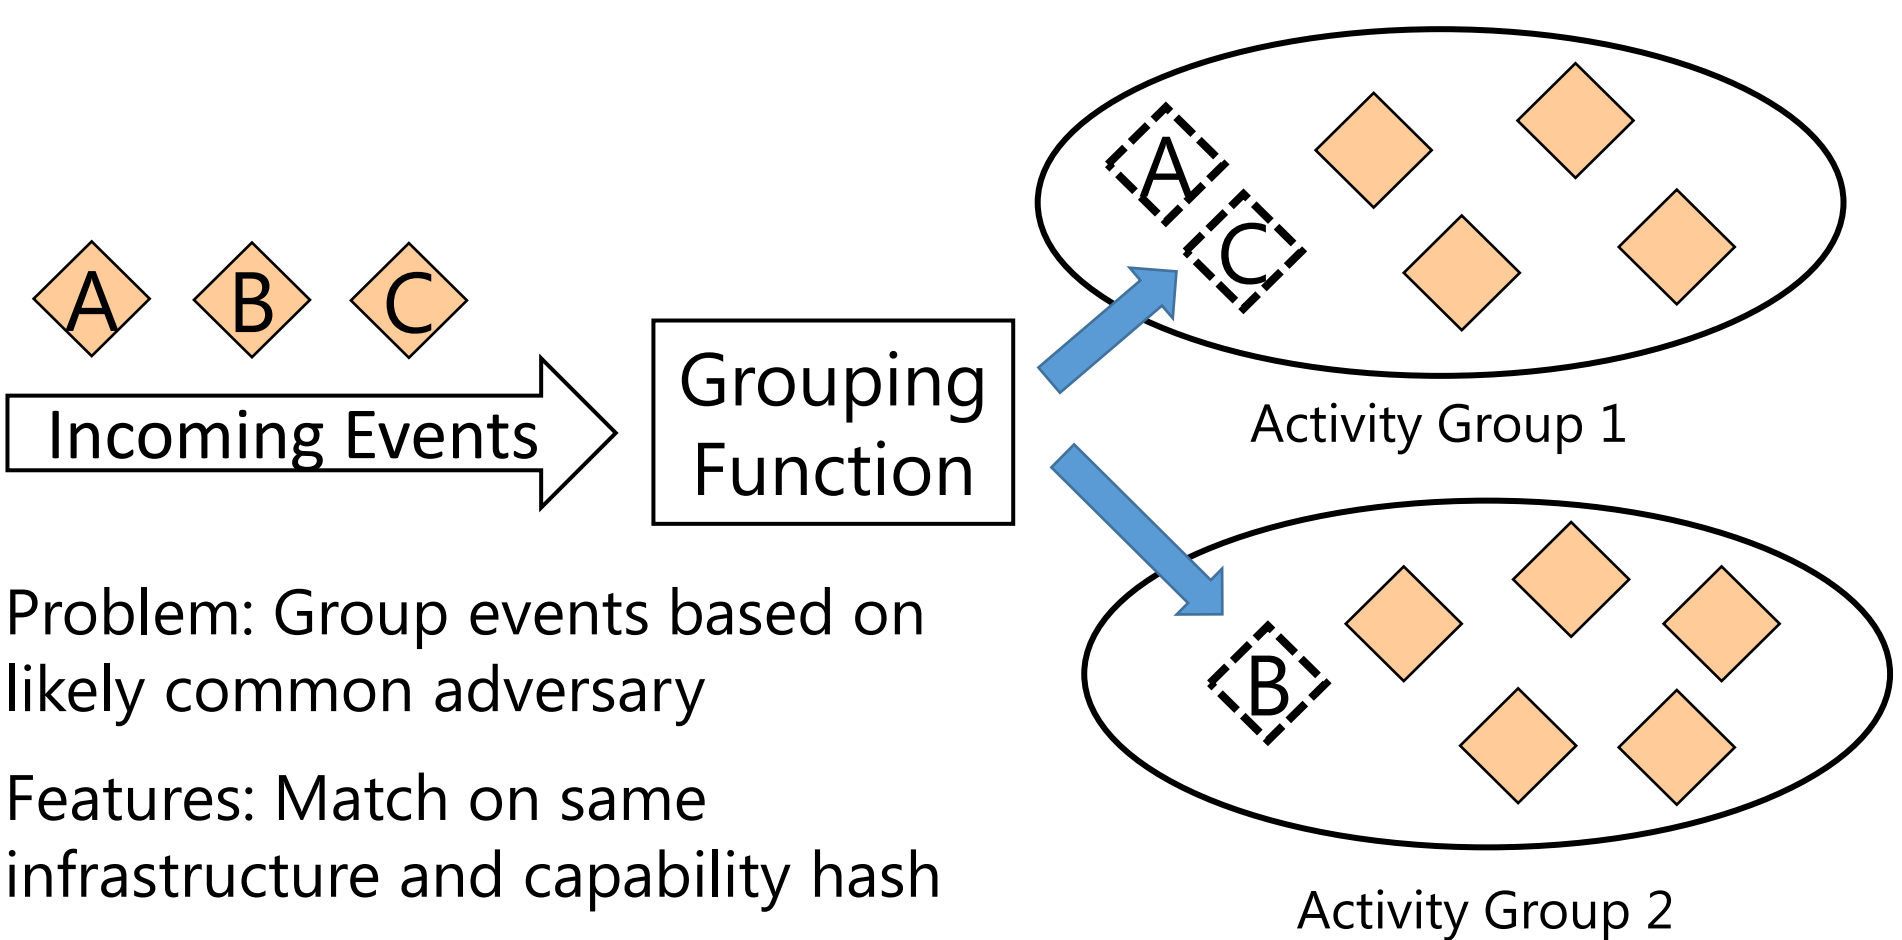 A B C
Incoming Events
Grouping
Function
A
C
Activity Group 1
B
Activity Group 2
Problem: Group events based on
likely common adversary
Features: Match on same
infrastructure and capability hash